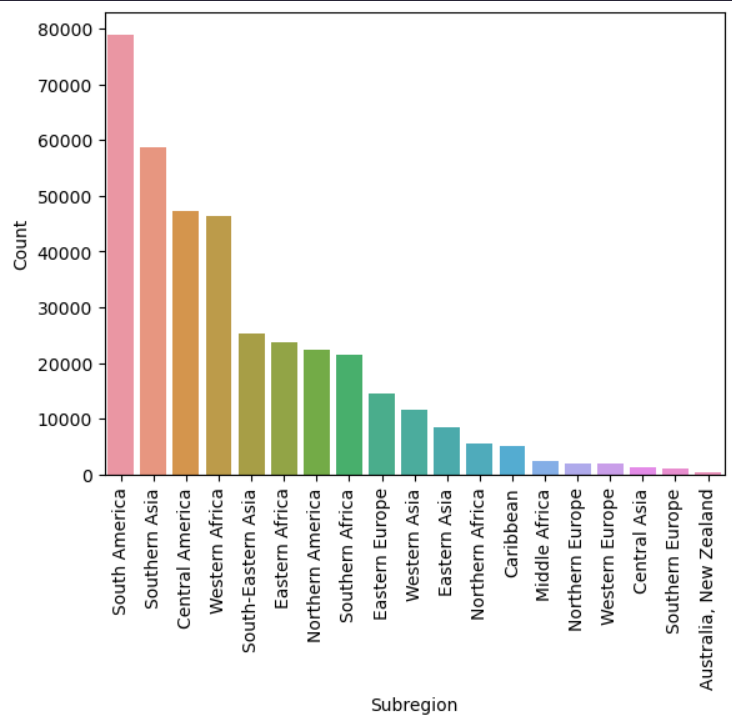 80000
70000
60000
50000
40000
30000
20000
10000
0
Count
South America
Southern Asia
Central America
Western Africa
South-Eastern Asia
Eastern Africa
Northern America
Southern Africa
Eastern Europe
Western Asia
Eastern Asia
Northern Africa
Caribbean
Middle Africa
Northern Europe
Western Europe
Central Asia
Southern Europe
Australia, New Zealand
Subregion